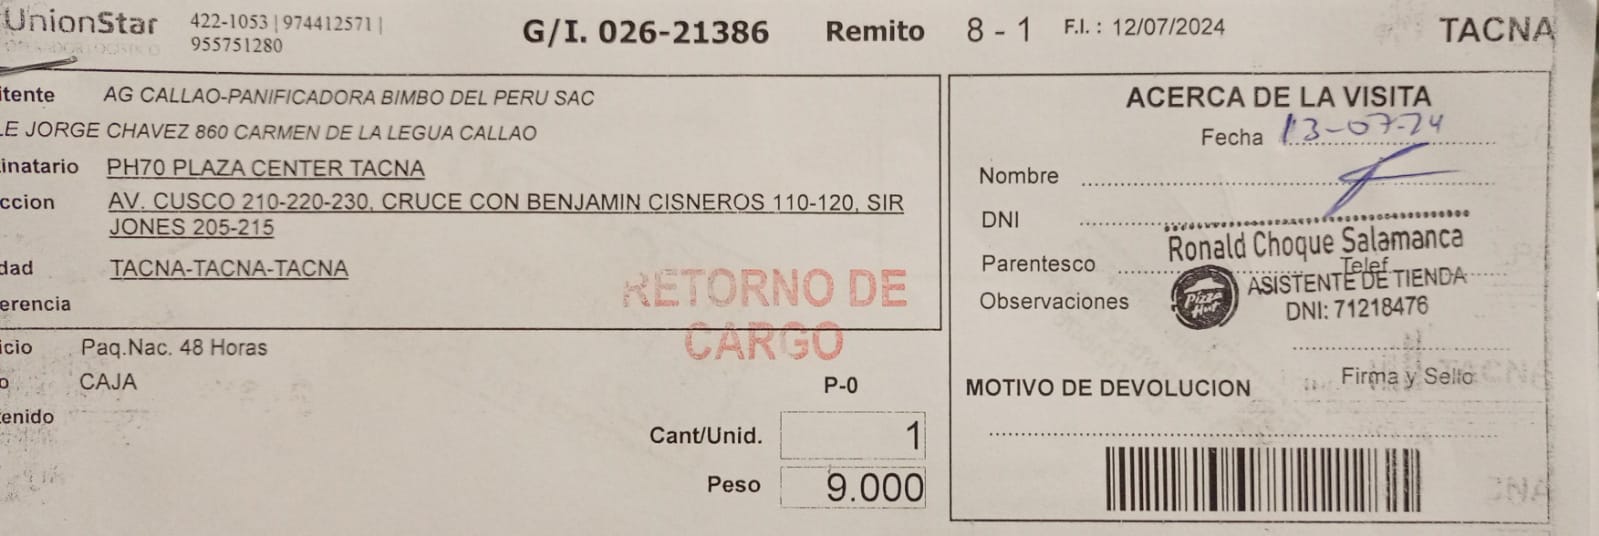 UnionStar 422-1053 | 974412571 | G/I. 026-21386 Remito 8 - 1 F.I. : 12/07/2024 TACNA
955751280
itente AG CALLAO-PANIFICADORA BIMBO DEL PERU SAC
LE JORGE CHAVEZ 860 CARMEN DE LA LEGUA CALLAO
inatario PH70 PLAZA CENTER TACNA
ccion AV. CUSCO 210-220-230, CRUCE CON BENJAMIN CISNEROS 110-120, SIR
JONES 205-215
dad TACNA-TACNA-TACNA
erencia
RETORNO DE
CARGO
icio Paq.Nac. 48 Horas
o CAJA
P-0
enido
Cant/Unid. 1
Peso 9.000
ACERCA DE LA VISITA
Fecha 13-07-24
Nombre
DNI
Ronald Choque Salamanca
Parentesco Telef
ASISTENTE DE TIENDA
Observaciones Pizza Hut DNI: 71218476
Firma y Sello
MOTIVO DE DEVOLUCION